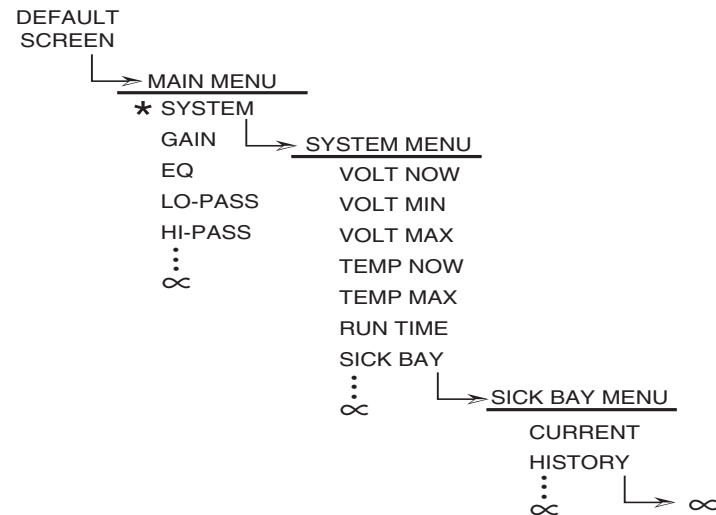 DEFAULT
SCREEN
MAIN MENU
* SYSTEM
GAIN
EQ
LO-PASS
HI-PASS
∝
SYSTEM MENU
VOLT NOW
VOLT MIN
VOLT MAX
TEMP NOW
TEMP MAX
RUN TIME
SICK BAY
∝
SICK BAY MENU
CURRENT
HISTORY
∝
∝